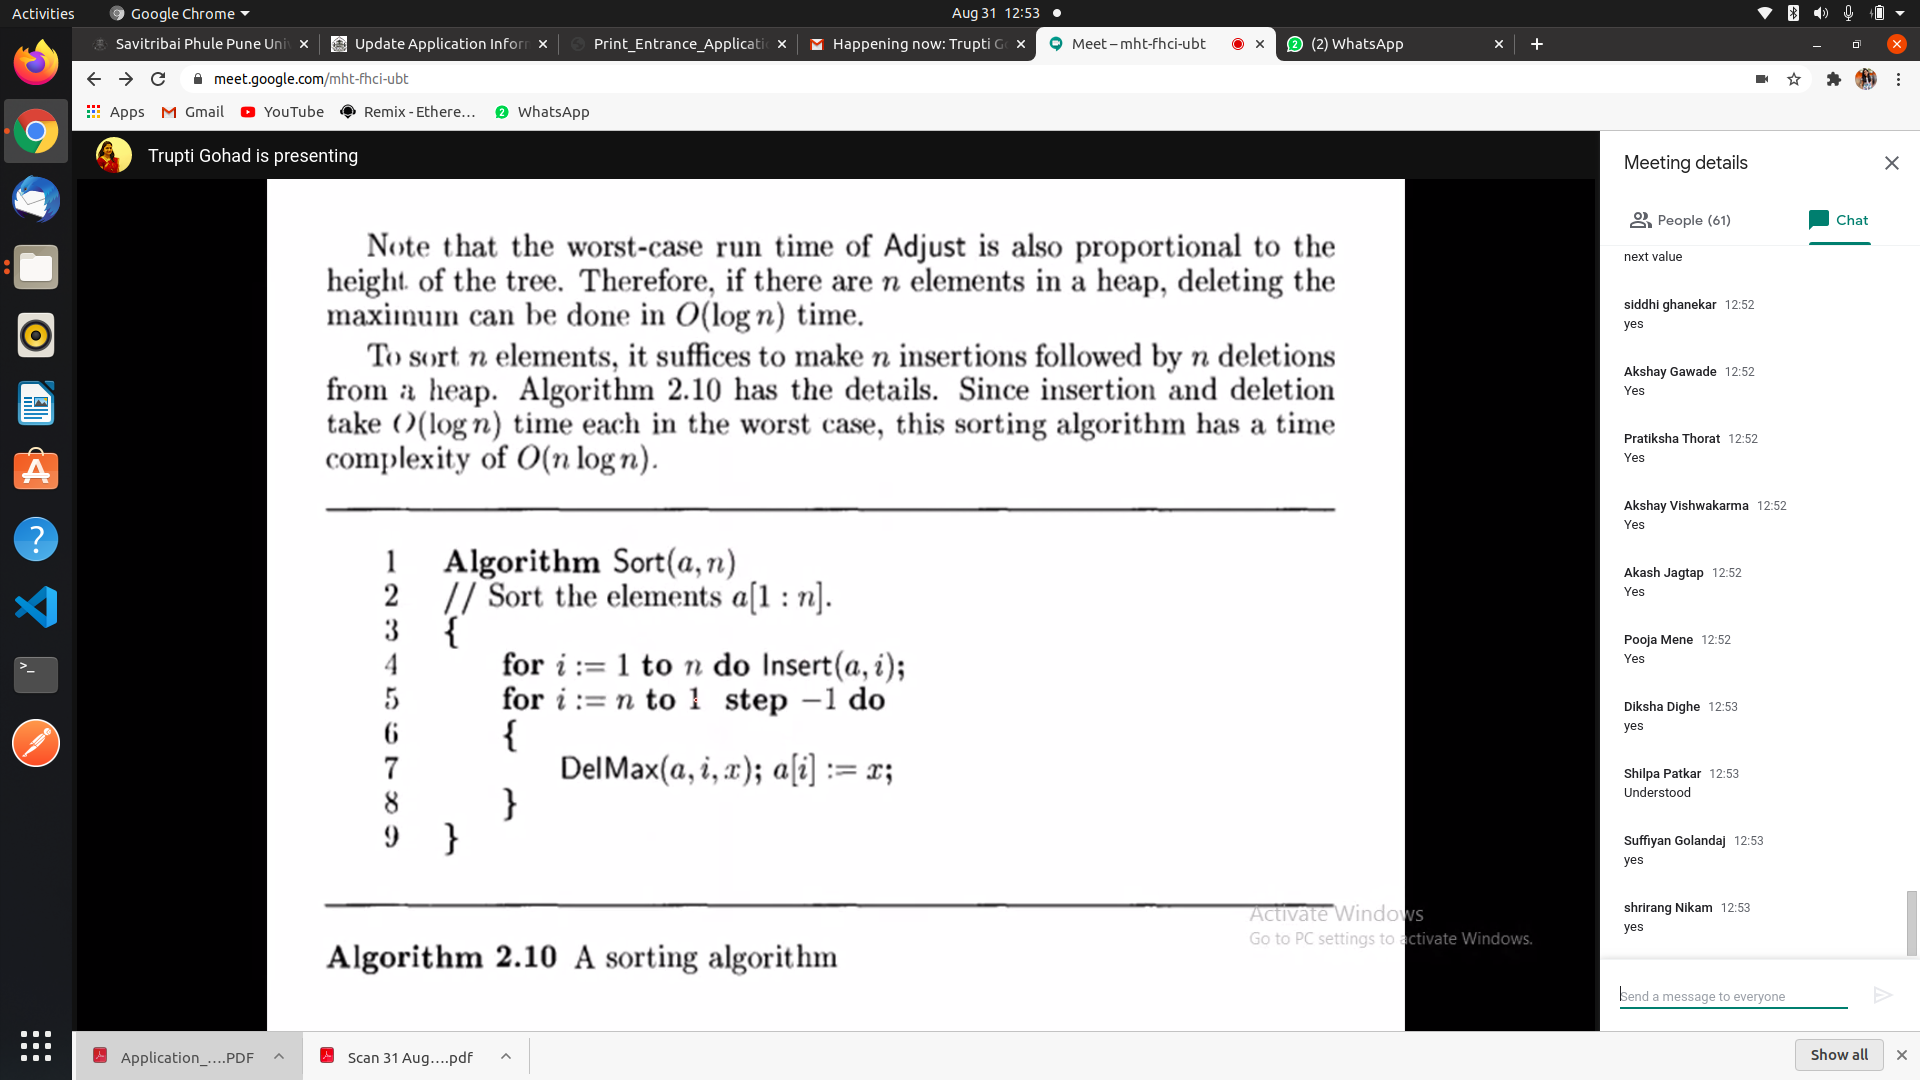 Activities
Google Chrome
Aug 31 12:53
Savitribai Phule Pune Uni
Update Application Infor
Print_Entrance_Applicati
Happening now: Trupti G
Meet – mht-fhci-ubt
(2) WhatsApp
meet.google.com/mht-fhci-ubt
Apps
Gmail
YouTube
Remix - Ethere…
WhatsApp
Trupti Gohad is presenting
Note that the worst-case run time of Adjust is also proportional to the
height of the tree. Therefore, if there are n elements in a heap, deleting the
maximum can be done in O(log n) time.
To sort n elements, it suffices to make n insertions followed by n deletions
from a heap. Algorithm 2.10 has the details. Since insertion and deletion
take O(log n) time each in the worst case, this sorting algorithm has a time
complexity of O(n log n).
1 Algorithm Sort(a, n)
2 // Sort the elements a[1 : n].
3 {
4 for i := 1 to n do Insert(a, i);
5 for i := n to 1 step −1 do
6 {
7 DelMax(a, i, x); a[i] := x;
8 }
9 }
Algorithm 2.10 A sorting algorithm
Activate Windows
Go to PC settings to activate Windows.
Meeting details
People (61)
Chat
next value
siddhi ghanekar 12:52
yes
Akshay Gawade 12:52
Yes
Pratiksha Thorat 12:52
Yes
Akshay Vishwakarma 12:52
Yes
Akash Jagtap 12:52
Yes
Pooja Mene 12:52
Yes
Diksha Dighe 12:53
yes
Shilpa Patkar 12:53
Understood
Suffiyan Golandaj 12:53
yes
shrirang Nikam 12:53
yes
Send a message to everyone
Application_....PDF
Scan 31 Aug....pdf
Show all